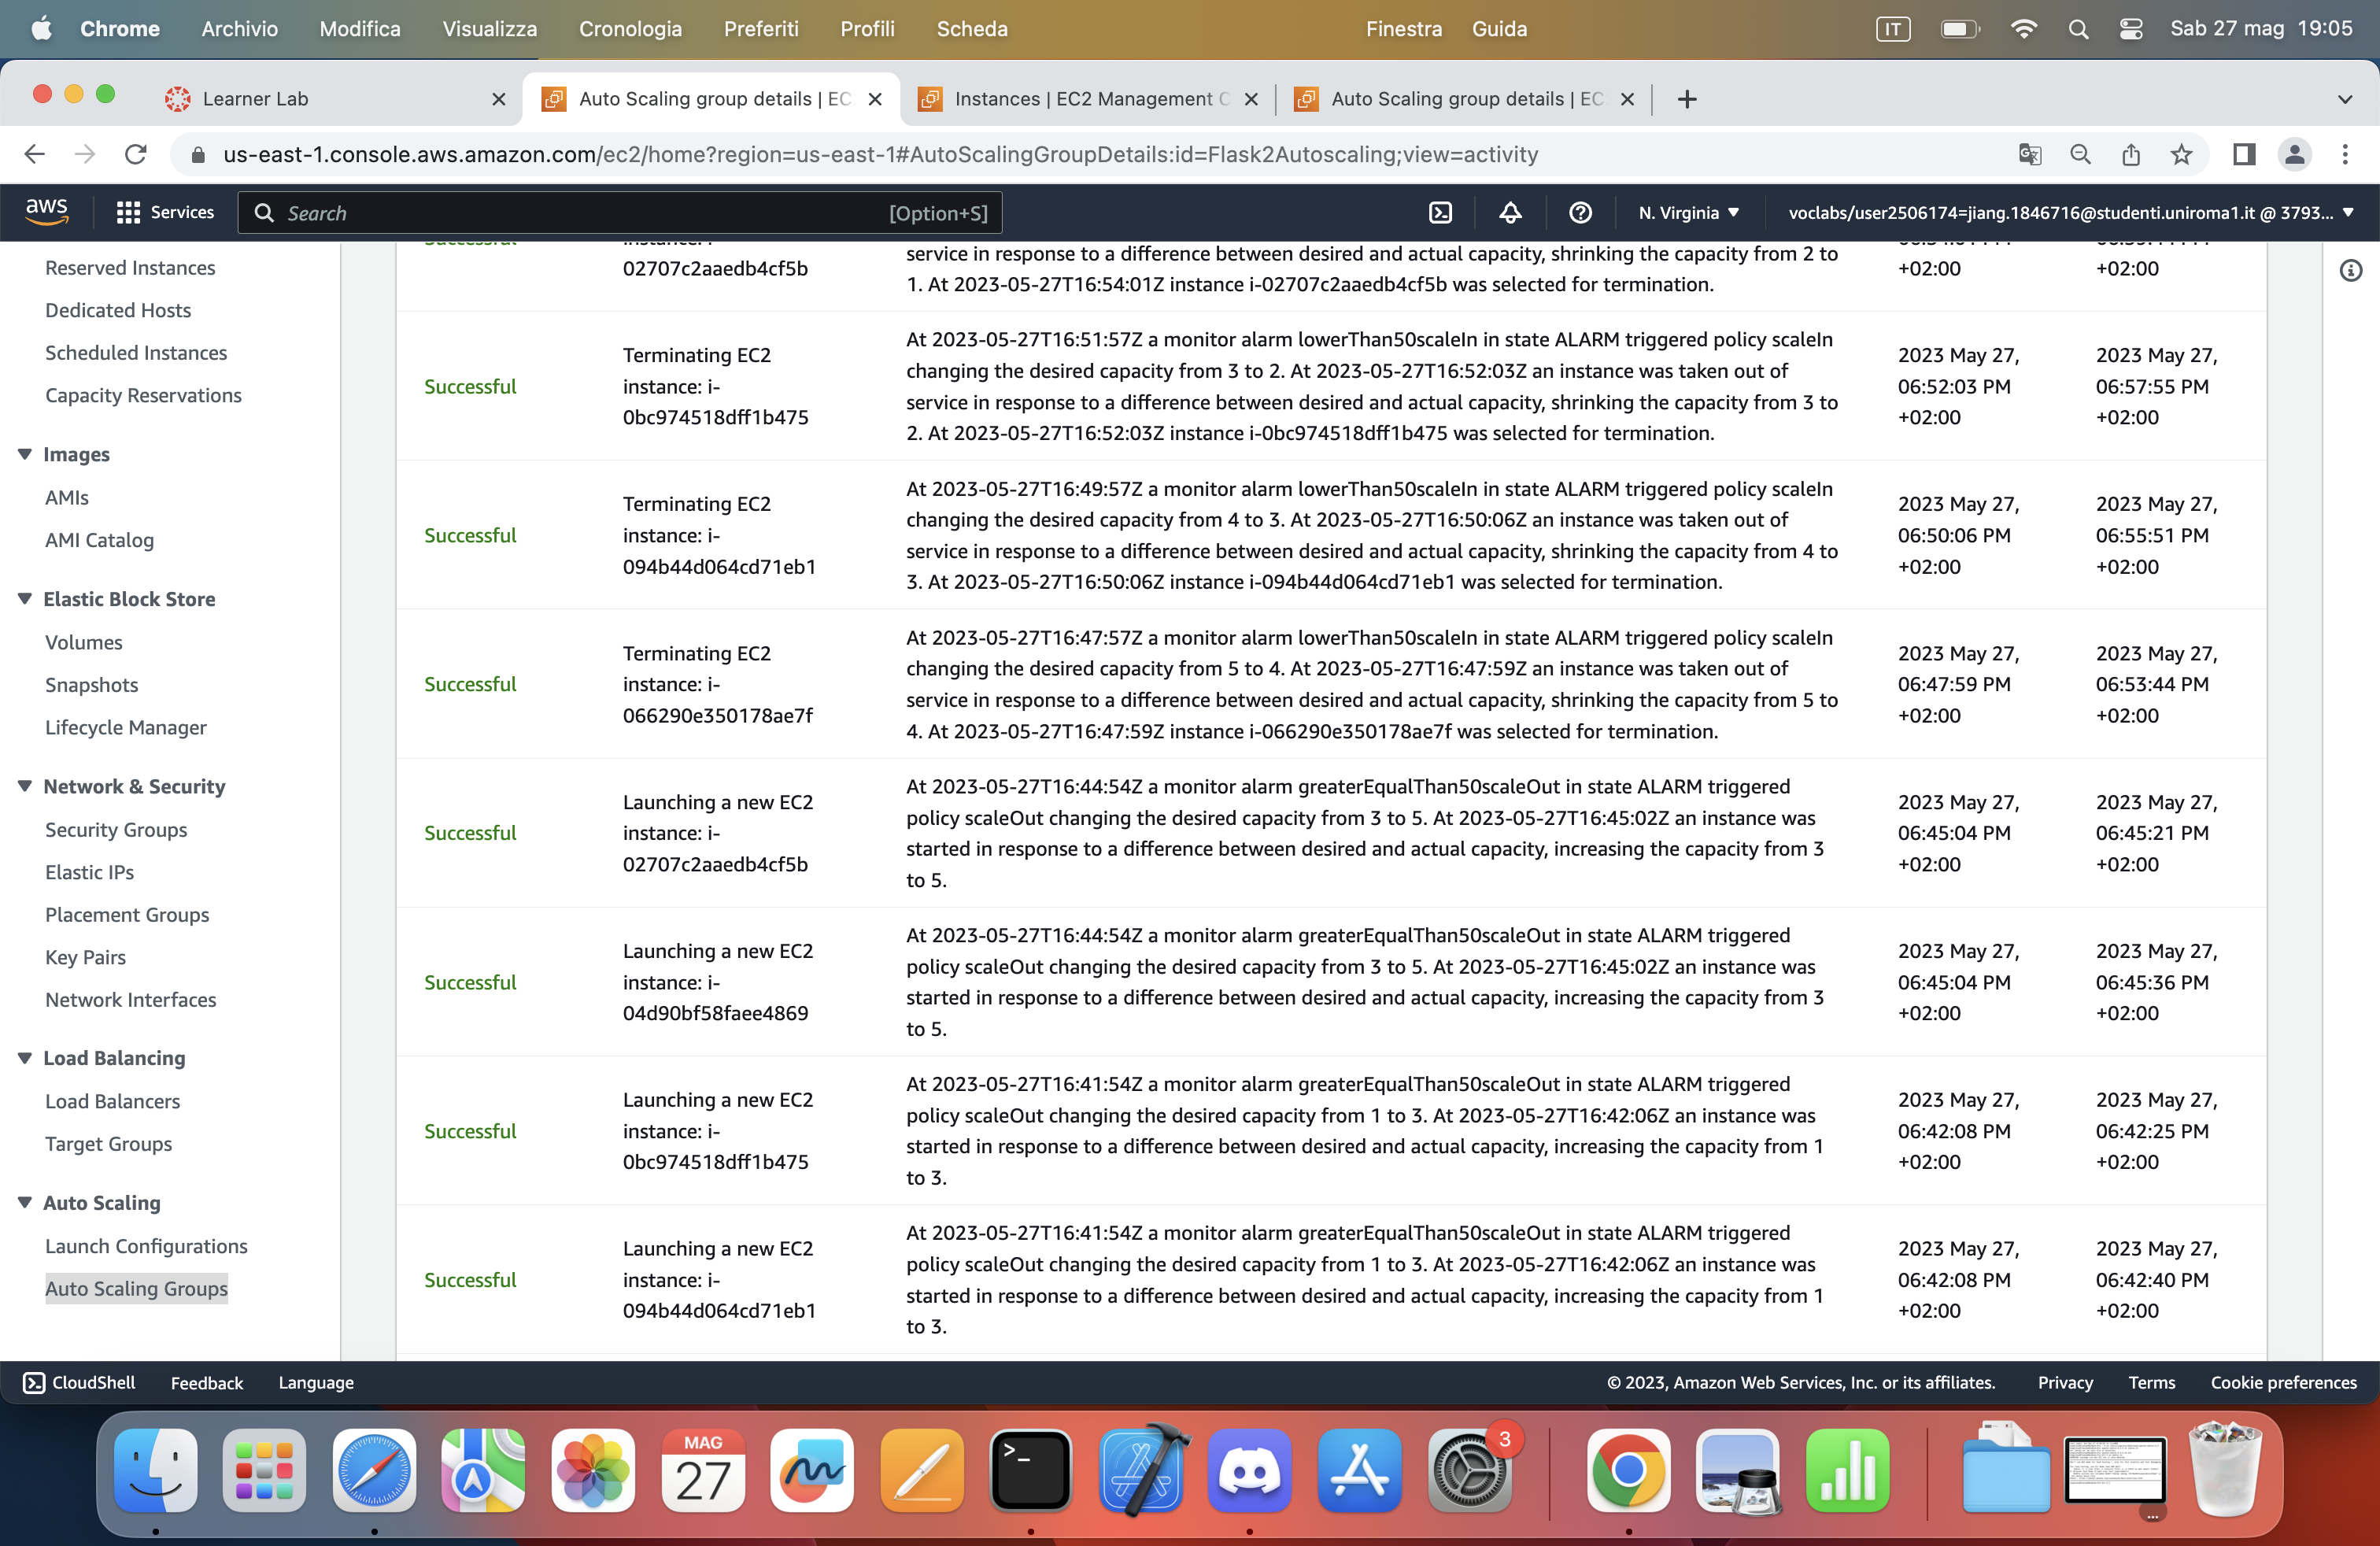 Chrome Archivio Modifica Visualizza Cronologia Preferiti Profili Scheda Finestra Guida IT Sab 27 mag 19:05
Learner Lab
Auto Scaling group details | EC
Instances | EC2 Management C
Auto Scaling group details | EC
us-east-1.console.aws.amazon.com/ec2/home?region=us-east-1#AutoScalingGroupDetails:id=Flask2Autoscaling;view=activity
aws Services Search [Option+S] N. Virginia voclabs/user2506174=jiang.1846716@studenti.uniroma1.it @ 3793...
Reserved Instances
Dedicated Hosts
Scheduled Instances
Capacity Reservations
Images
AMIs
AMI Catalog
Elastic Block Store
Volumes
Snapshots
Lifecycle Manager
Network & Security
Security Groups
Elastic IPs
Placement Groups
Key Pairs
Network Interfaces
Load Balancing
Load Balancers
Target Groups
Auto Scaling
Launch Configurations
Auto Scaling Groups
02707c2aaedb4cf5b
service in response to a difference between desired and actual capacity, shrinking the capacity from 2 to
1. At 2023-05-27T16:54:01Z instance i-02707c2aaedb4cf5b was selected for termination.
+02:00
+02:00
Successful
Terminating EC2
instance: i-
0bc974518dff1b475
At 2023-05-27T16:51:57Z a monitor alarm lowerThan50scaleIn in state ALARM triggered policy scaleIn
changing the desired capacity from 3 to 2. At 2023-05-27T16:52:03Z an instance was taken out of
service in response to a difference between desired and actual capacity, shrinking the capacity from 3 to
2. At 2023-05-27T16:52:03Z instance i-0bc974518dff1b475 was selected for termination.
2023 May 27,
06:52:03 PM
+02:00
2023 May 27,
06:57:55 PM
+02:00
Successful
Terminating EC2
instance: i-
094b44d064cd71eb1
At 2023-05-27T16:49:57Z a monitor alarm lowerThan50scaleIn in state ALARM triggered policy scaleIn
changing the desired capacity from 4 to 3. At 2023-05-27T16:50:06Z an instance was taken out of
service in response to a difference between desired and actual capacity, shrinking the capacity from 4 to
3. At 2023-05-27T16:50:06Z instance i-094b44d064cd71eb1 was selected for termination.
2023 May 27,
06:50:06 PM
+02:00
2023 May 27,
06:55:51 PM
+02:00
Successful
Terminating EC2
instance: i-
066290e350178ae7f
At 2023-05-27T16:47:57Z a monitor alarm lowerThan50scaleIn in state ALARM triggered policy scaleIn
changing the desired capacity from 5 to 4. At 2023-05-27T16:47:59Z an instance was taken out of
service in response to a difference between desired and actual capacity, shrinking the capacity from 5 to
4. At 2023-05-27T16:47:59Z instance i-066290e350178ae7f was selected for termination.
2023 May 27,
06:47:59 PM
+02:00
2023 May 27,
06:53:44 PM
+02:00
Successful
Launching a new EC2
instance: i-
02707c2aaedb4cf5b
At 2023-05-27T16:44:54Z a monitor alarm greaterEqualThan50scaleOut in state ALARM triggered
policy scaleOut changing the desired capacity from 3 to 5. At 2023-05-27T16:45:02Z an instance was
started in response to a difference between desired and actual capacity, increasing the capacity from 3
to 5.
2023 May 27,
06:45:04 PM
+02:00
2023 May 27,
06:45:21 PM
+02:00
Successful
Launching a new EC2
instance: i-
04d90bf58faee4869
At 2023-05-27T16:44:54Z a monitor alarm greaterEqualThan50scaleOut in state ALARM triggered
policy scaleOut changing the desired capacity from 3 to 5. At 2023-05-27T16:45:02Z an instance was
started in response to a difference between desired and actual capacity, increasing the capacity from 3
to 5.
2023 May 27,
06:45:04 PM
+02:00
2023 May 27,
06:45:36 PM
+02:00
Successful
Launching a new EC2
instance: i-
0bc974518dff1b475
At 2023-05-27T16:41:54Z a monitor alarm greaterEqualThan50scaleOut in state ALARM triggered
policy scaleOut changing the desired capacity from 1 to 3. At 2023-05-27T16:42:06Z an instance was
started in response to a difference between desired and actual capacity, increasing the capacity from 1
to 3.
2023 May 27,
06:42:08 PM
+02:00
2023 May 27,
06:42:25 PM
+02:00
Successful
Launching a new EC2
instance: i-
094b44d064cd71eb1
At 2023-05-27T16:41:54Z a monitor alarm greaterEqualThan50scaleOut in state ALARM triggered
policy scaleOut changing the desired capacity from 1 to 3. At 2023-05-27T16:42:06Z an instance was
started in response to a difference between desired and actual capacity, increasing the capacity from 1
to 3.
2023 May 27,
06:42:08 PM
+02:00
2023 May 27,
06:42:40 PM
+02:00
CloudShell Feedback Language © 2023, Amazon Web Services, Inc. or its affiliates. Privacy Terms Cookie preferences
MAG
27
3